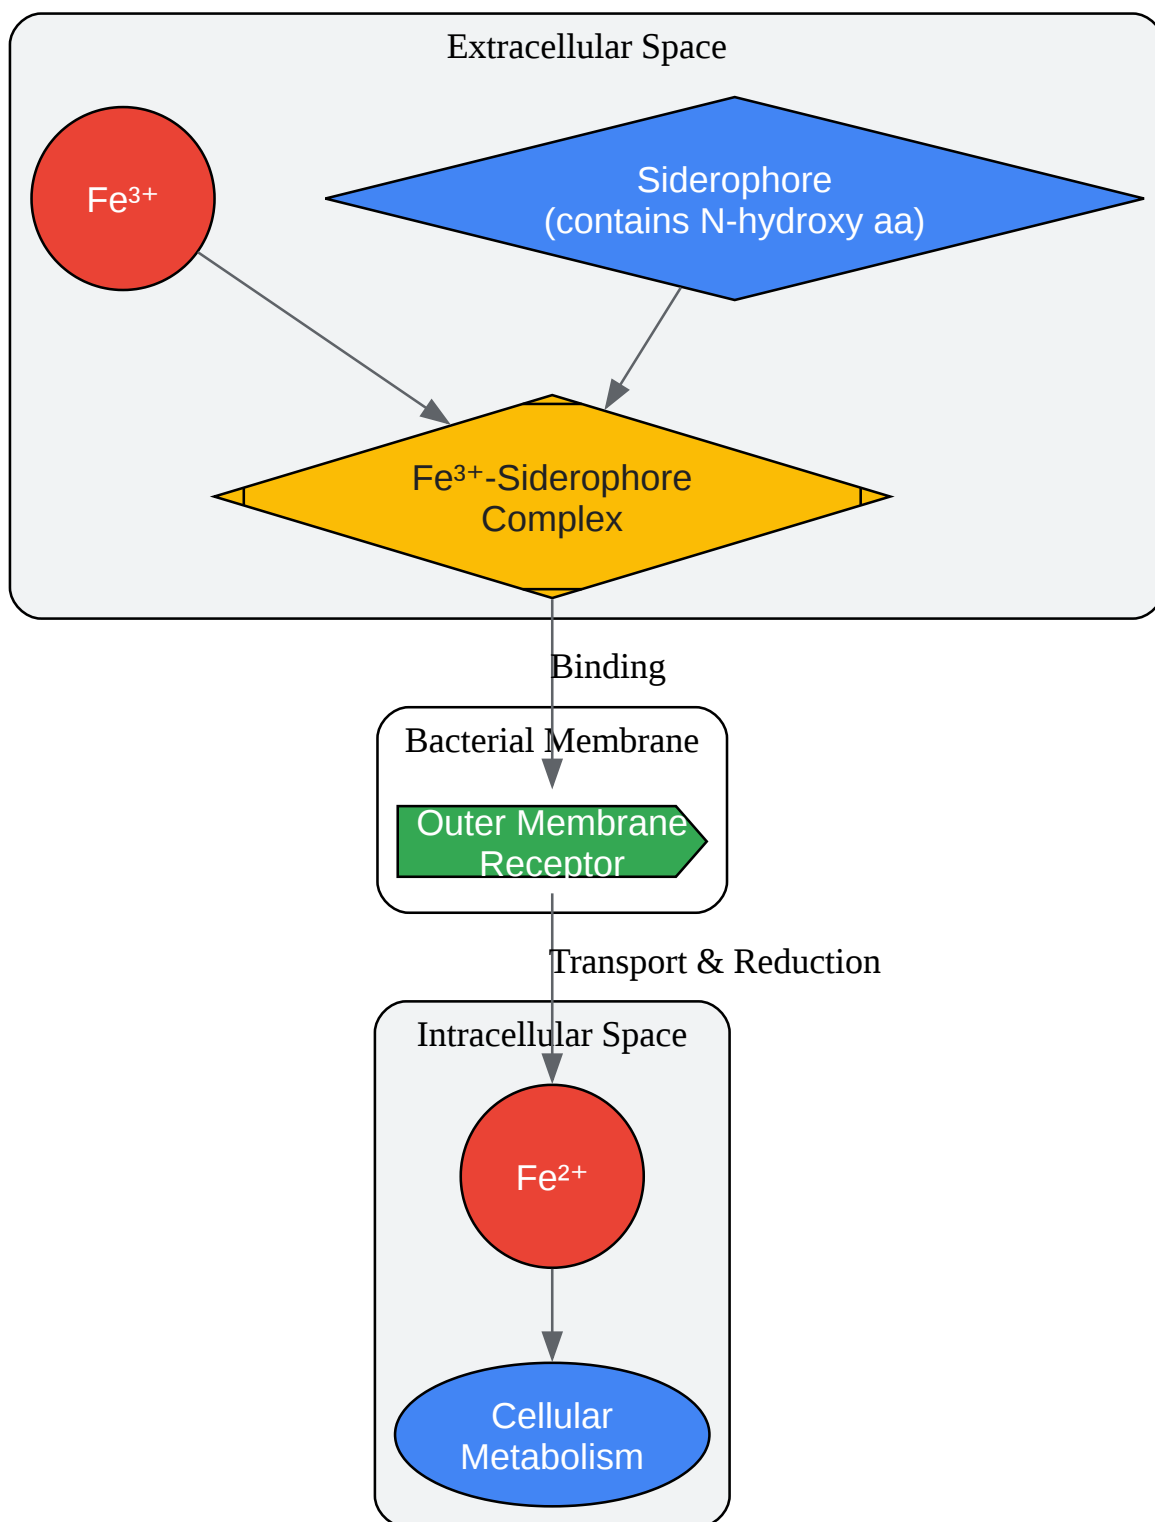 Extracellular Space
Fe³⁺
Siderophore
(contains N-hydroxy aa)
Fe³⁺-Siderophore
Complex
Binding
Bacterial Membrane
Outer Membrane
Receptor
Transport & Reduction
Intracellular Space
Fe²⁺
Cellular
Metabolism